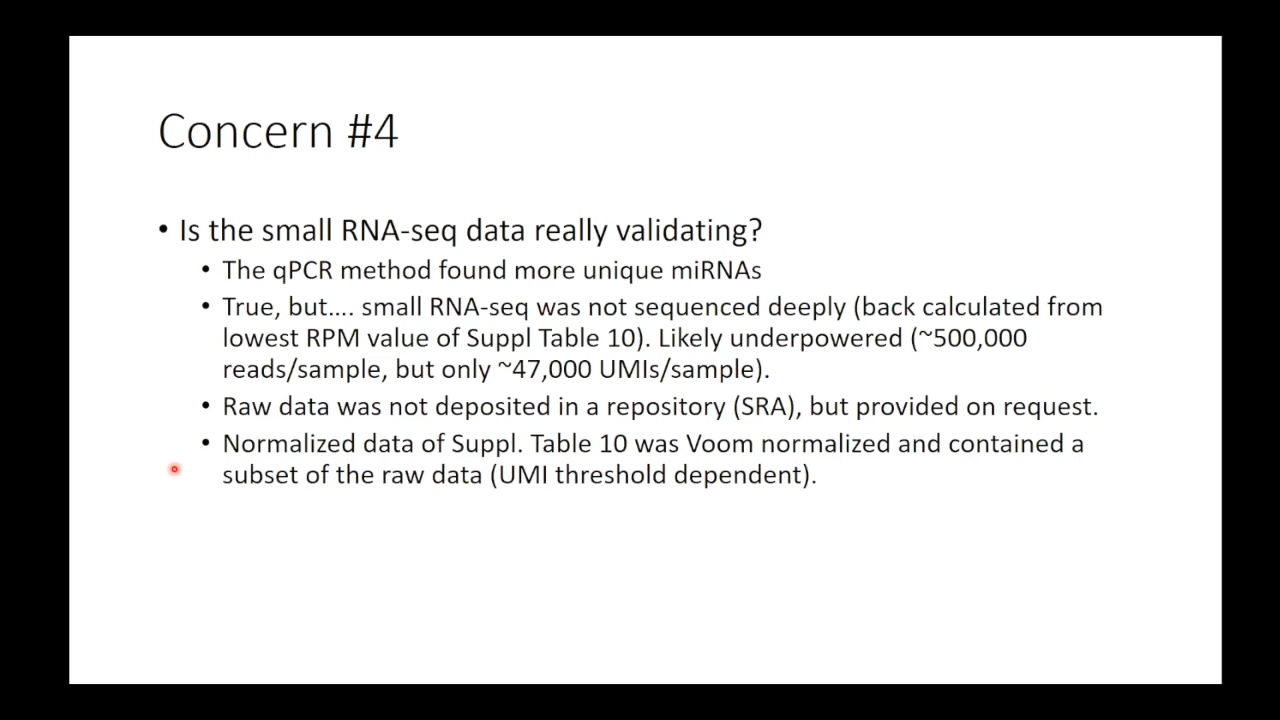 Concern #4
• Is the small RNA-seq data really validating?
• The qPCR method found more unique miRNAs
• True, but.... small RNA-seq was not sequenced deeply (back calculated from
lowest RPM value of Suppl Table 10). Likely underpowered (~500,000
reads/sample, but only ~47,000 UMIs/sample).
• Raw data was not deposited in a repository (SRA), but provided on request.
• Normalized data of Suppl. Table 10 was Voom normalized and contained a
subset of the raw data (UMI threshold dependent).